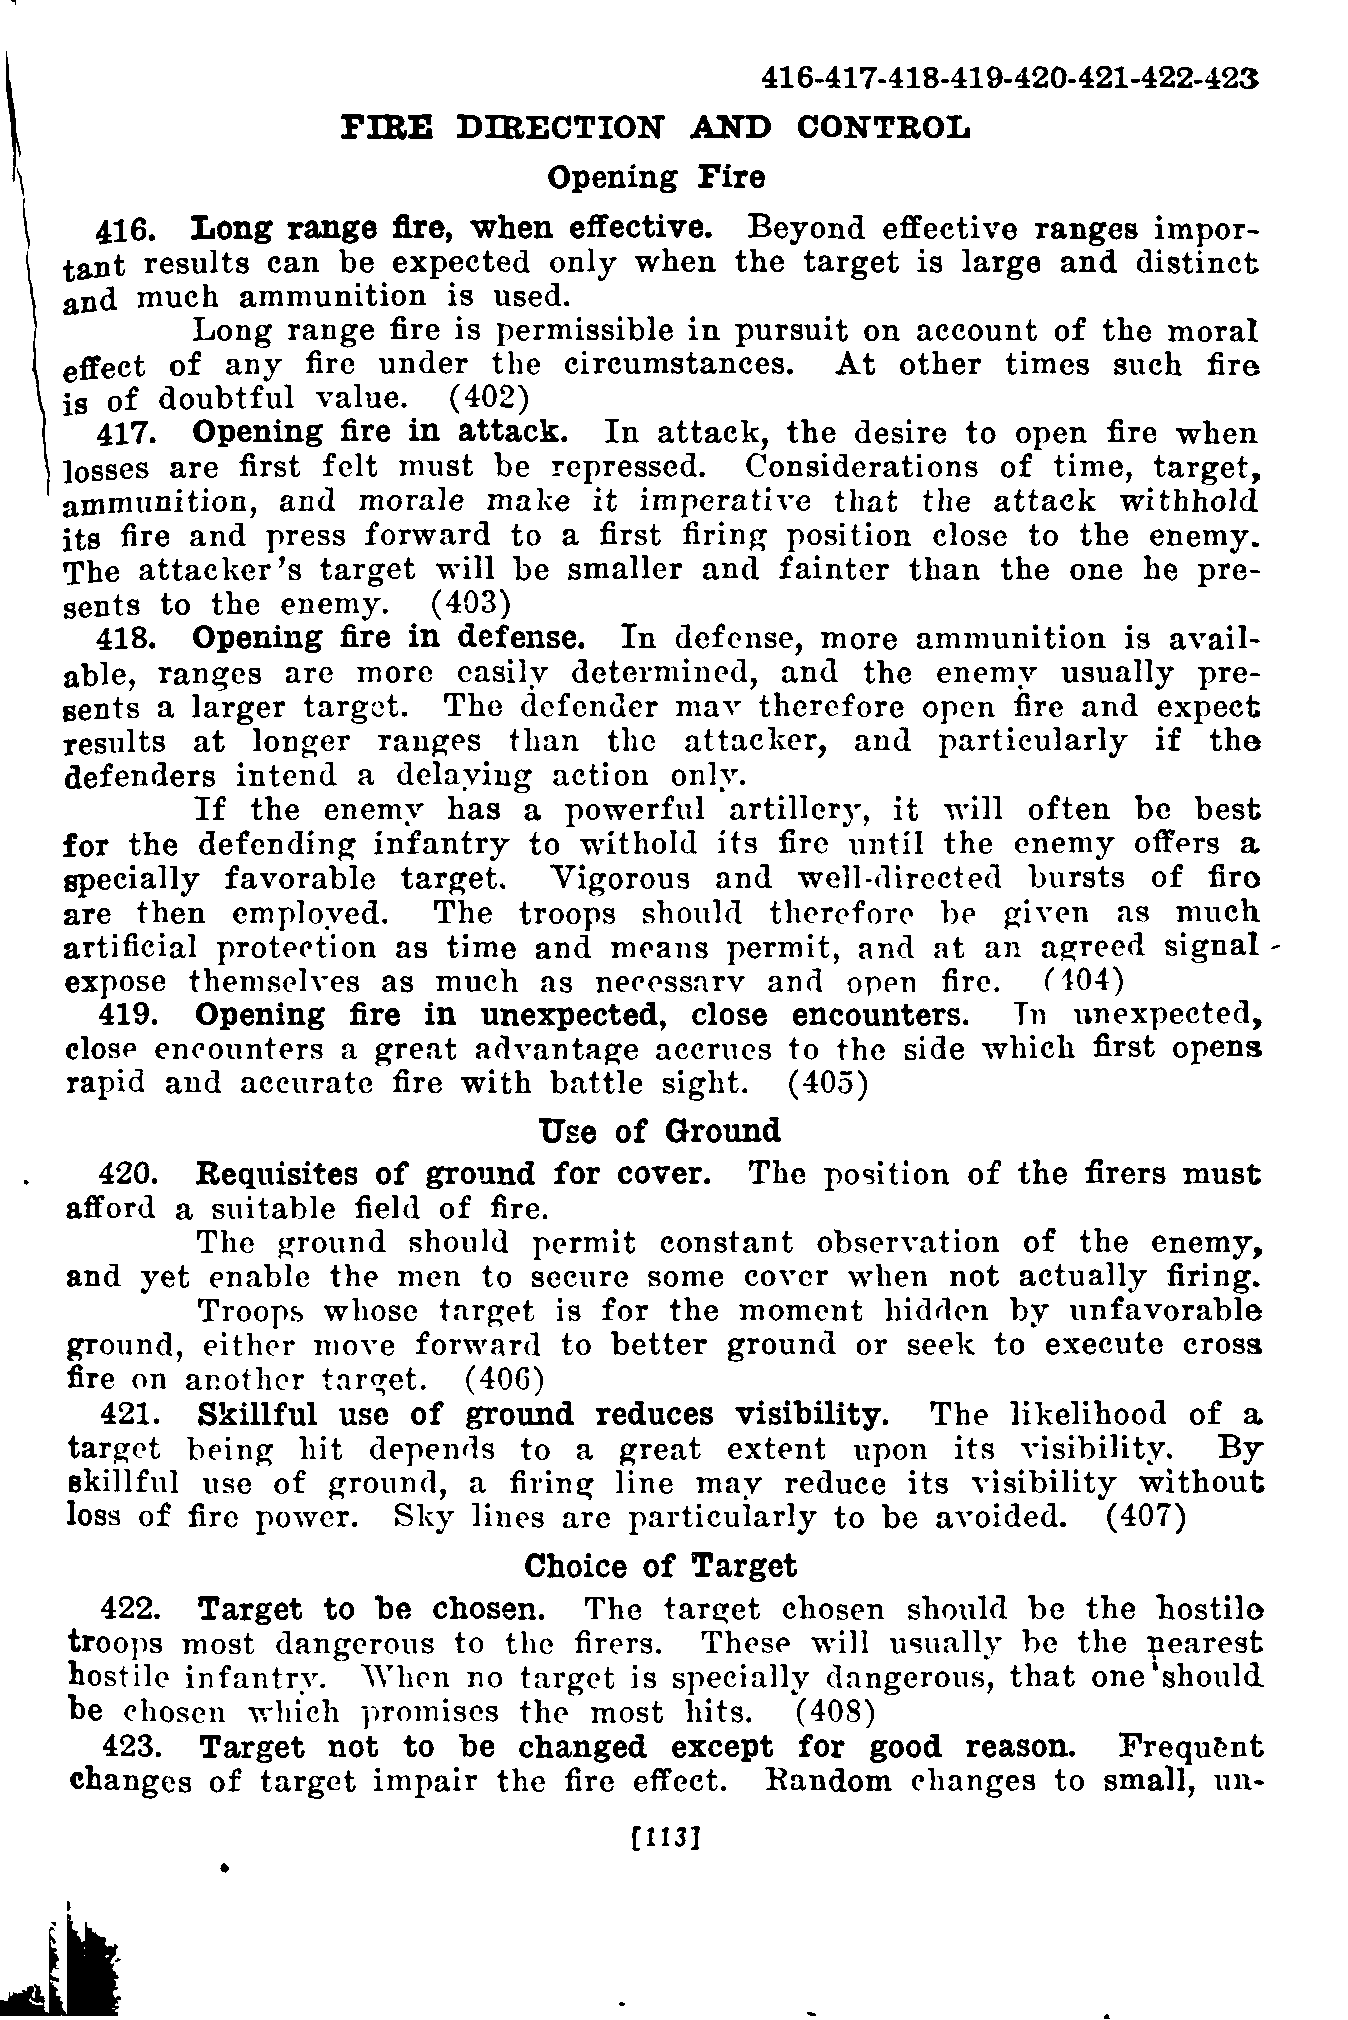 416-417-418-419-420-421-422-423
FIRE DIRECTION AND CONTROL
Opening Fire
416. Long range fire, when effective. Beyond effective ranges impor-
tant results can be expected only when the target is large and distinct
and much ammunition is used.
Long range fire is permissible in pursuit on account of the moral
effect of any fire under the circumstances. At other times such fire
is of doubtful value. (402)
417. Opening fire in attack. In attack, the desire to open fire when
losses are first felt must be repressed. Considerations of time, target,
ammunition, and morale make it imperative that the attack withhold
its fire and press forward to a first firing position close to the enemy.
The attacker's target will be smaller and fainter than the one he pre-
sents to the enemy. (403)
418. Opening fire in defense. In defense, more ammunition is avail-
able, ranges are more easily determined, and the enemy usually pre-
sents a larger target. The defender may therefore open fire and expect
results at longer ranges than the attacker, and particularly if the
defenders intend a delaying action only.
If the enemy has a powerful artillery, it will often be best
for the defending infantry to withold its fire until the enemy offers a
specially favorable target. Vigorous and well-directed bursts of fire
are then employed. The troops should therefore be given as much
artificial protection as time and means permit, and at an agreed signal
expose themselves as much as necessary and open fire. (404)
419. Opening fire in unexpected, close encounters. In unexpected,
close encounters a great advantage accrues to the side which first opens
rapid and accurate fire with battle sight. (405)
Use of Ground
420. Requisites of ground for cover. The position of the firers must
afford a suitable field of fire.
The ground should permit constant observation of the enemy,
and yet enable the men to secure some cover when not actually firing.
Troops whose target is for the moment hidden by unfavorable
ground, either move forward to better ground or seek to execute cross
fire on another target. (406)
421. Skillful use of ground reduces visibility. The likelihood of a
target being hit depends to a great extent upon its visibility. By
skillful use of ground, a firing line may reduce its visibility without
loss of fire power. Sky lines are particularly to be avoided. (407)
Choice of Target
422. Target to be chosen. The target chosen should be the hostile
troops most dangerous to the firers. These will usually be the nearest
hostile infantry. When no target is specially dangerous, that one should
be chosen which promises the most hits. (408)
423. Target not to be changed except for good reason. Frequent
changes of target impair the fire effect. Random changes to small, un-
[113]